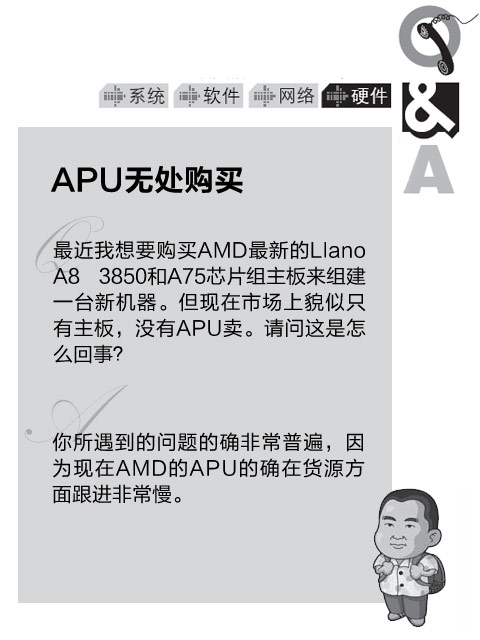 Q
&
A
系统 软件 网络 硬件
APU无处购买
Q
最近我想要购买AMD最新的Llano
A8 3850和A75芯片组主板来组建
一台新机器。但现在市场上貌似只
有主板，没有APU卖。请问这是怎
么回事？
A
你所遇到的问题的确非常普遍，因
为现在AMD的APU的确在货源方
面跟进非常慢。